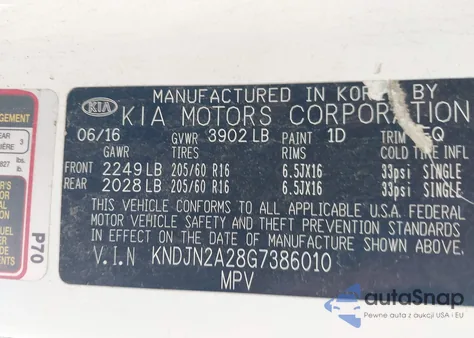 MANUFACTURED IN KOREA BY
KIA KIA MOTORS CORPORATION
06/16 GVWR 3902 LB PAINT 1D TRIM EQ
GAWR TIRES RIMS COLD TIRE INFL
FRONT 2249 LB 205/60 R16 6.5JX16 33psi SINGLE
REAR 2028 LB 205/60 R16 6.5JX16 33psi SINGLE
THIS VEHICLE CONFORMS TO ALL APPLICABLE U.S.A. FEDERAL
MOTOR VEHICLE SAFETY AND THEFT PREVENTION STANDARDS
IN EFFECT ON THE DATE OF MANUFACTURE SHOWN ABOVE.
V.I.N KNDJN2A28G7386010
MPV
P70
autoSnap
Pewne auta z USA od ręki